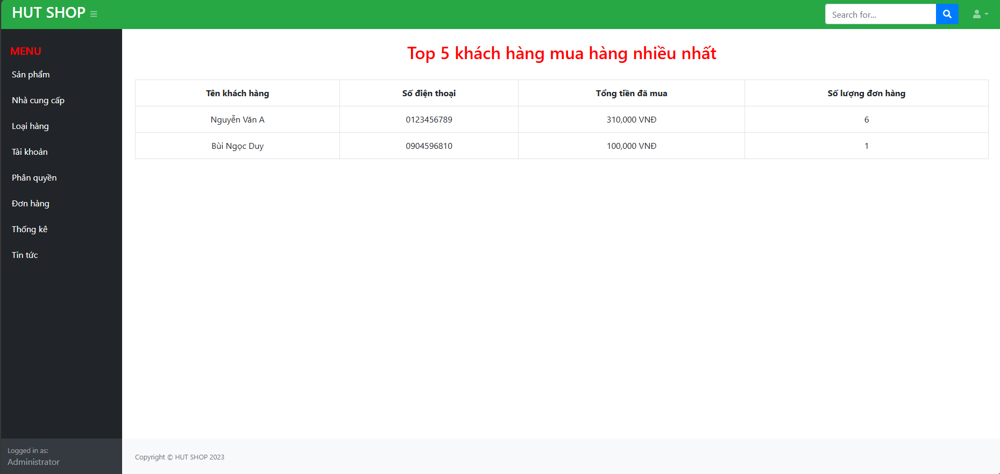 HUT SHOP
Search for...
MENU
Sản phẩm
Nhà cung cấp
Loại hàng
Tài khoản
Phân quyền
Đơn hàng
Thống kê
Tin tức
Logged in as:
Administrator
Top 5 khách hàng mua hàng nhiều nhất
Tên khách hàng Số điện thoại Tổng tiền đã mua Số lượng đơn hàng
Nguyễn Văn A 0123456789 310,000 VNĐ 6
Bùi Ngọc Duy 0904596810 100,000 VNĐ 1
Copyright © HUT SHOP 2023